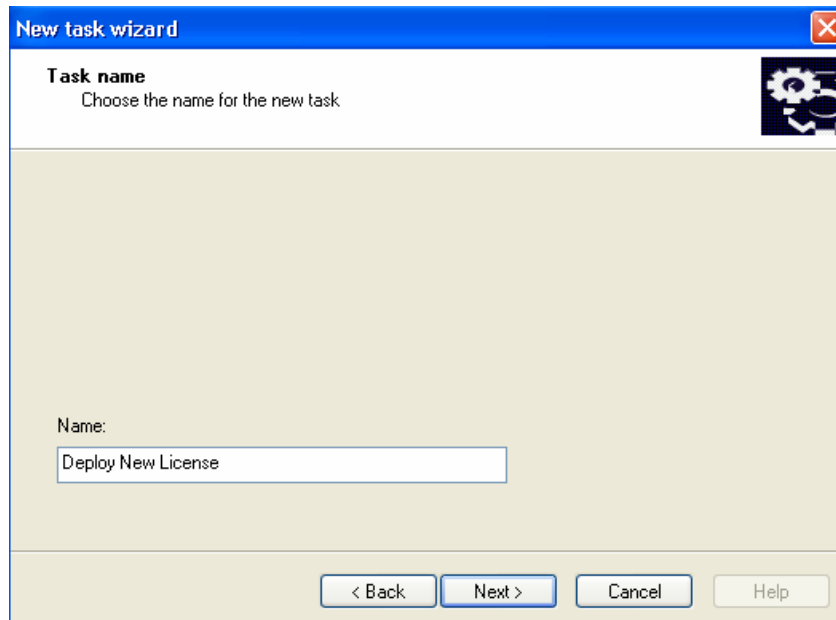 New task wizard
Task name
Choose the name for the new task
Name:
Deploy New License
< Back Next > Cancel Help